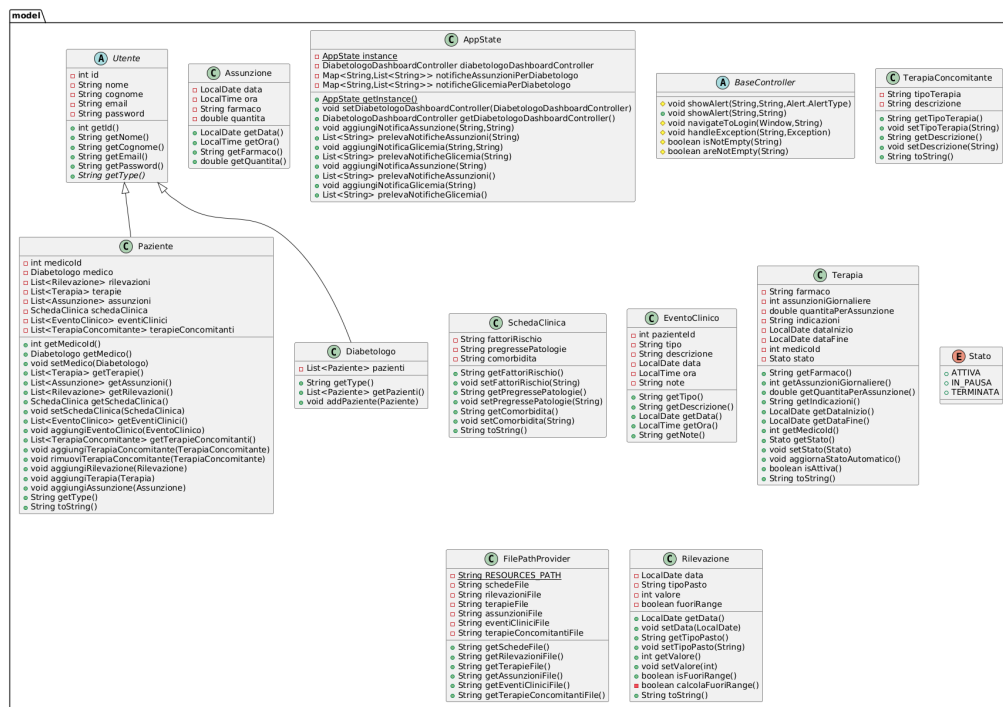 model
A Utente
int id
String nome
String cognome
String email
String password
int getId()
String getNome()
String getCognome()
String getEmail()
String getPassword()
String getType()
C Assunzione
LocalDate data
LocalTime ora
String farmaco
double quantita
LocalDate getData()
LocalTime getOra()
String getFarmaco()
double getQuantita()
C AppState
AppState instance
DiabetologoDashboardController diabetologoDashboardController
Map<String,List<String>> notificheAssunzioniPerDiabetologo
Map<String,List<String>> notificheGlicemiaPerDiabetologo
AppState getInstance()
void setDiabetologoDashboardController(DiabetologoDashboardController)
DiabetologoDashboardController getDiabetologoDashboardController()
void aggiungiNotificaAssunzione(String,String)
List<String> prelevaNotificheAssunzioni(String)
void aggiungiNotificaGlicemia(String,String)
List<String> prelevaNotificheGlicemia(String)
void aggiungiNotificaAssunzione(String)
List<String> prelevaNotificheAssunzioni()
void aggiungiNotificaGlicemia(String)
List<String> prelevaNotificheGlicemia()
A BaseController
void showAlert(String,String,Alert.AlertType)
void showAlert(String,String)
void navigateToLogin(Window,String)
void handleException(String,Exception)
boolean isNotEmpty(String)
boolean areNotEmpty(String)
C TerapiaConcomitante
String tipoTerapia
String descrizione
String getTipoTerapia()
void setTipoTerapia(String)
String getDescrizione()
void setDescrizione(String)
String toString()
C Paziente
int medicoId
Diabetologo medico
List<Rilevazione> rilevazioni
List<Terapia> terapie
List<Assunzione> assunzioni
SchedaClinica schedaClinica
List<EventoClinico> eventiClinici
List<TerapiaConcomitante> terapieConcomitanti
int getMedicoId()
Diabetologo getMedico()
void setMedico(Diabetologo)
List<Terapia> getTerapie()
List<Assunzione> getAssunzioni()
List<Rilevazione> getRilevazioni()
SchedaClinica getSchedaClinica()
void setSchedaClinica(SchedaClinica)
List<EventoClinico> getEventiClinici()
void aggiungiEventoClinico(EventoClinico)
List<TerapiaConcomitante> getTerapieConcomitanti()
void aggiungiTerapiaConcomitante(TerapiaConcomitante)
void rimuoviTerapiaConcomitante(TerapiaConcomitante)
void aggiungiRilevazione(Rilevazione)
void aggiungiTerapia(Terapia)
void aggiungiAssunzione(Assunzione)
String getType()
String toString()
C Diabetologo
List<Paziente> pazienti
String getType()
List<Paziente> getPazienti()
void addPaziente(Paziente)
C SchedaClinica
String fattoriRischio
String pregressePatologie
String comorbidita
String getFattoriRischio()
void setFattoriRischio(String)
String getPregressePatologie()
void setPregressePatologie(String)
String getComorbidita()
void setComorbidita(String)
String toString()
C EventoClinico
int pazienteId
String tipo
String descrizione
LocalDate data
LocalTime ora
String note
String getTipo()
String getDescrizione()
LocalDate getData()
LocalTime getOra()
String getNote()
C Terapia
String farmaco
int assunzioniGiornaliere
double quantitaPerAssunzione
String indicazioni
LocalDate dataInizio
LocalDate dataFine
int medicoId
Stato stato
String getFarmaco()
int getAssunzioniGiornaliere()
double getQuantitaPerAssunzione()
String getIndicazioni()
LocalDate getDataInizio()
LocalDate getDataFine()
int getMedicoId()
Stato getStato()
void setStato(Stato)
void aggiornaStatoAutomatico()
boolean isAttiva()
String toString()
E Stato
ATTIVA
IN_PAUSA
TERMINATA
C FilePathProvider
String RESOURCES_PATH
String schedeFile
String rilevazioniFile
String terapieFile
String assunzioniFile
String eventiCliniciFile
String terapieConcomitantiFile
String getSchedeFile()
String getRilevazioniFile()
String getTerapieFile()
String getAssunzioniFile()
String getEventiCliniciFile()
String getTerapieConcomitantiFile()
C Rilevazione
LocalDate data
String tipoPasto
int valore
boolean fuoriRange
LocalDate getData()
void setData(LocalDate)
String getTipoPasto()
void setTipoPasto(String)
int getValore()
void setValore(int)
boolean isFuoriRange()
boolean calcolaFuoriRange()
String toString()